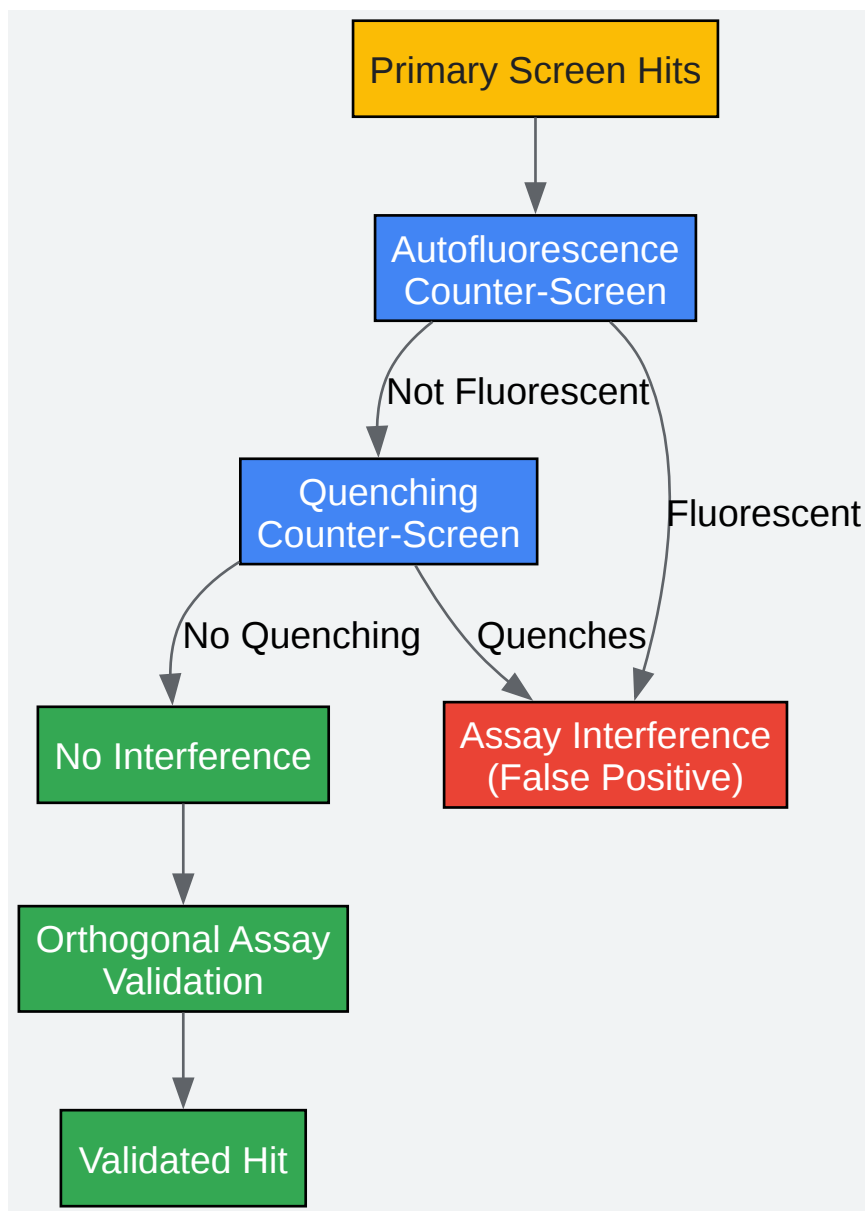 Primary Screen Hits
Autofluorescence
Counter-Screen
Not Fluorescent
Quenching
Counter-Screen
Fluorescent
No Quenching
Quenches
No Interference
Assay Interference
(False Positive)
Orthogonal Assay
Validation
Validated Hit